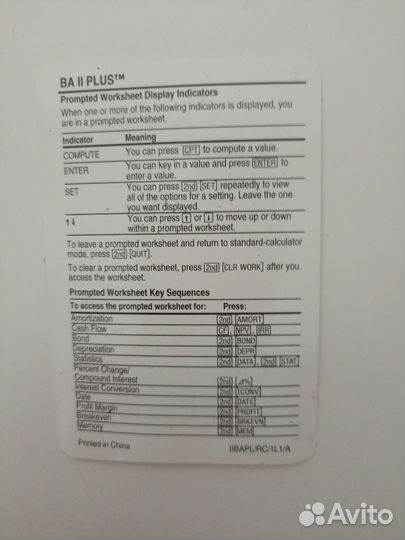 BA II PLUS™
Prompted Worksheet Display Indicators
When one or more of the following indicators is displayed, you
are in a prompted worksheet.
Indicator Meaning
COMPUTE You can press [CPT] to compute a value.
ENTER You can key in a value and press [ENTER] to
enter a value.
SET You can press [2nd] [SET] repeatedly to view
all of the options for a setting. Leave the one
you want displayed.
↑↓ You can press [↑] or [↓] to move up or down
within a prompted worksheet.
To leave a prompted worksheet and return to standard-calculator
mode, press [2nd] [QUIT].
To clear a prompted worksheet, press [2nd] [CLR WORK] after you
access the worksheet.
Prompted Worksheet Key Sequences
To access the prompted worksheet for: Press:
Amortization [2nd] [AMORT]
Cash Flow [CF], [NPV], [IRR]
Bond [2nd] [BOND]
Depreciation [2nd] [DEPR]
Statistics [2nd] [DATA], [2nd] [STAT]
Percent Change/
Compound Interest [2nd] [⊿%]
Interest Conversion [2nd] [ICONV]
Date [2nd] [DATE]
Profit Margin [2nd] [PROFIT]
Breakeven [2nd] [BRKEVN]
Memory [2nd] [MEM]
Printed in China IIBAPL/RC/1L1/A
Avito